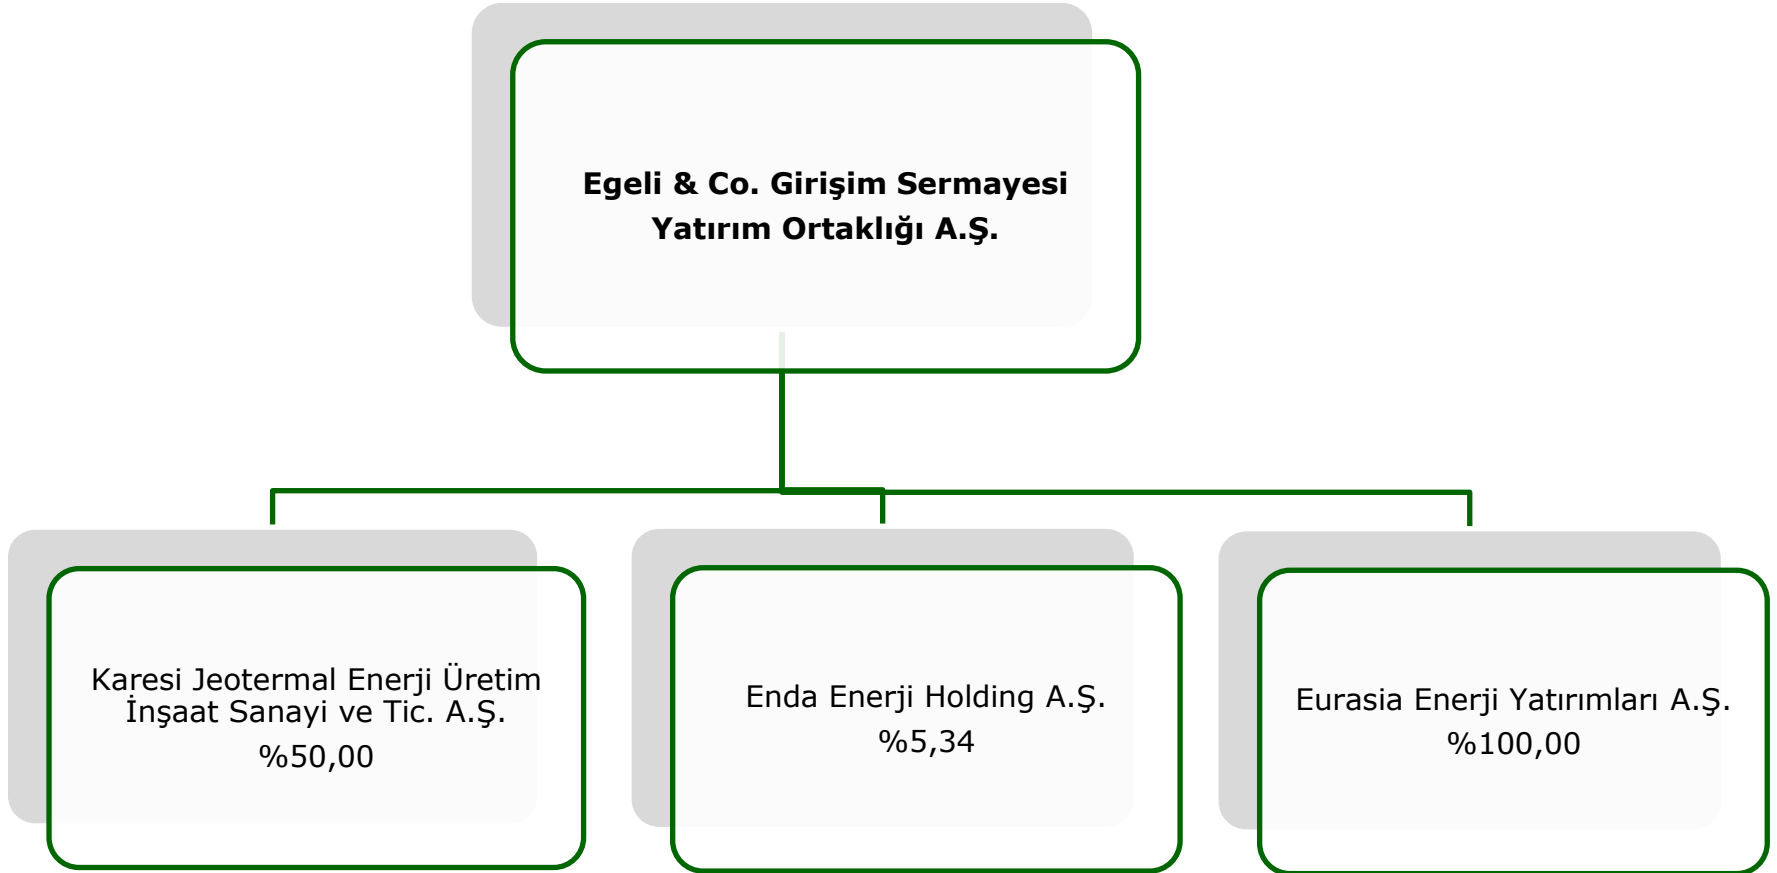 Egeli & Co. Girişim Sermayesi
Yatırım Ortaklığı A.Ş.
Karesi Jeotermal Enerji Üretim
İnşaat Sanayi ve Tic. A.Ş.
%50,00
Enda Enerji Holding A.Ş.
%5,34
Eurasia Enerji Yatırımları A.Ş.
%100,00